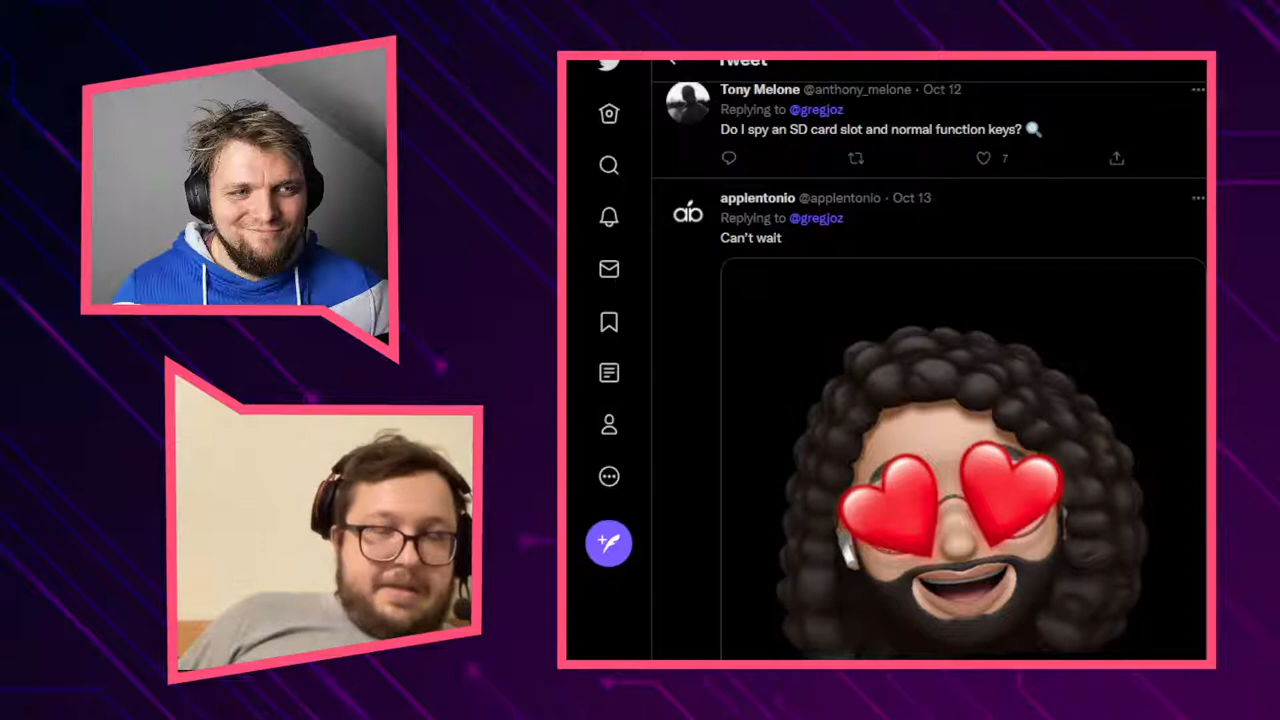 Tweet
Tony Melone @anthony_melone · Oct 12
Replying to @gregjoz
Do I spy an SD card slot and normal function keys? 🔍
7
ab
applentonio @applentonio · Oct 13
Replying to @gregjoz
Can't wait